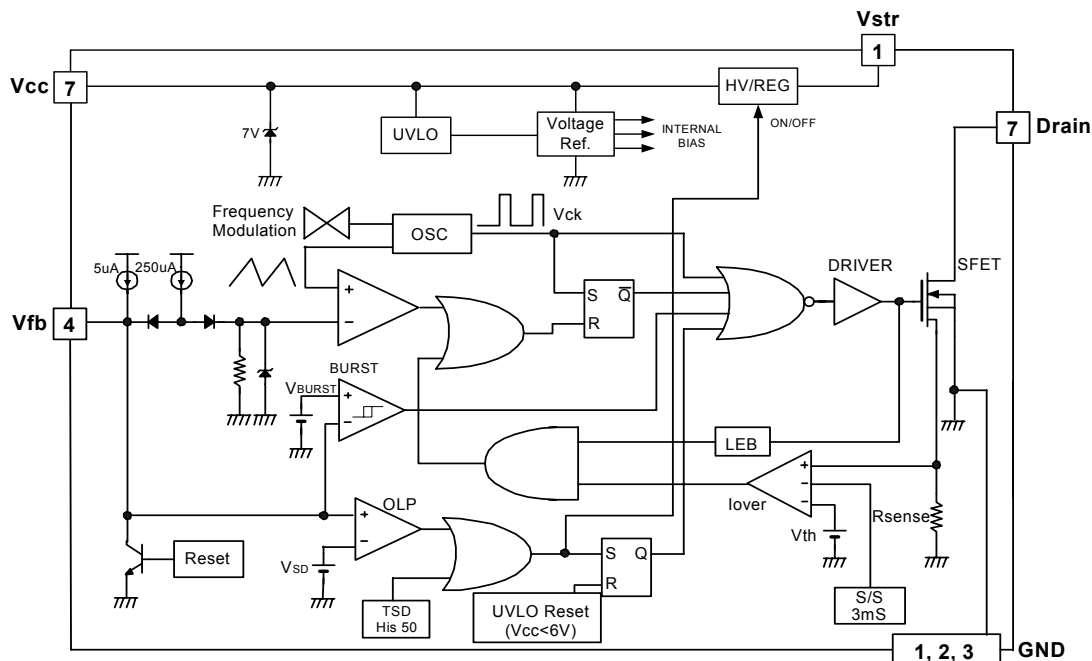 Vstr
1
Vcc
7
HV/REG
7V
UVLO
Voltage
Ref.
INTERNAL
BIAS
ON/OFF
7
Drain
Frequency
Modulation
OSC
Vck
5uA
250uA
DRIVER
SFET
S
Q
R
Vfb
4
+
−
BURST
VBURST
+
−
LEB
+
−
−
Iover
Rsense
Vth
OLP
+
−
VSD
Reset
S
Q
R
TSD
His 50
UVLO Reset
(Vcc<6V)
S/S
3mS
1, 2, 3
GND